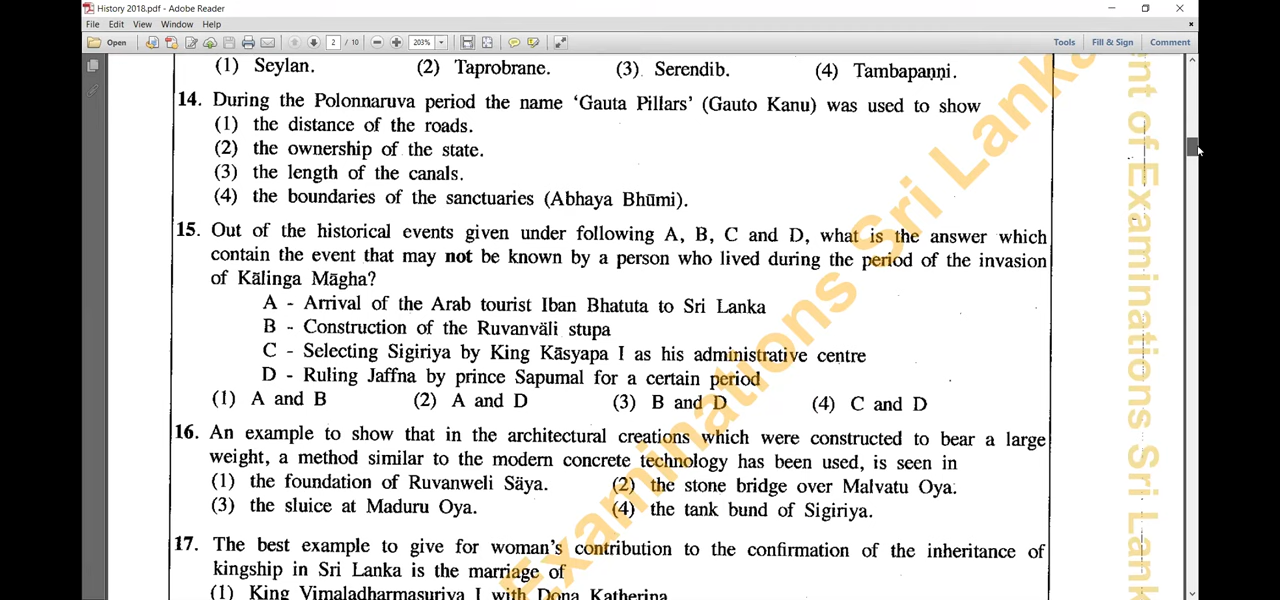 History 2018.pdf - Adobe Reader
File Edit View Window Help
Open 2 / 10 203% Tools Fill & Sign Comment
(1) Seylan. (2) Taprobrane. (3) Serendib. (4) Tambapaṇṇi.
14. During the Polonnaruva period the name ‘Gauta Pillars’ (Gauto Kanu) was used to show
(1) the distance of the roads.
(2) the ownership of the state.
(3) the length of the canals.
(4) the boundaries of the sanctuaries (Abhaya Bhūmi).
15. Out of the historical events given under following A, B, C and D, what is the answer which
contain the event that may not be known by a person who lived during the period of the invasion
of Kālinga Māgha?
A - Arrival of the Arab tourist Iban Bhatuta to Sri Lanka
B - Construction of the Ruvanväli stupa
C - Selecting Sigiriya by King Kāsyapa I as his administrative centre
D - Ruling Jaffna by prince Sapumal for a certain period
(1) A and B (2) A and D (3) B and D (4) C and D
16. An example to show that in the architectural creations which were constructed to bear a large
weight, a method similar to the modern concrete technology has been used, is seen in
(1) the foundation of Ruvanweli Säya. (2) the stone bridge over Malvatu Oya.
(3) the sluice at Maduru Oya. (4) the tank bund of Sigiriya.
17. The best example to give for woman's contribution to the confirmation of the inheritance of
kingship in Sri Lanka is the marriage of
(1) King Vimaladharmasuriya I with Dona Katherina
Examinations Sri Lanka
nt of Examinations Sri Lank